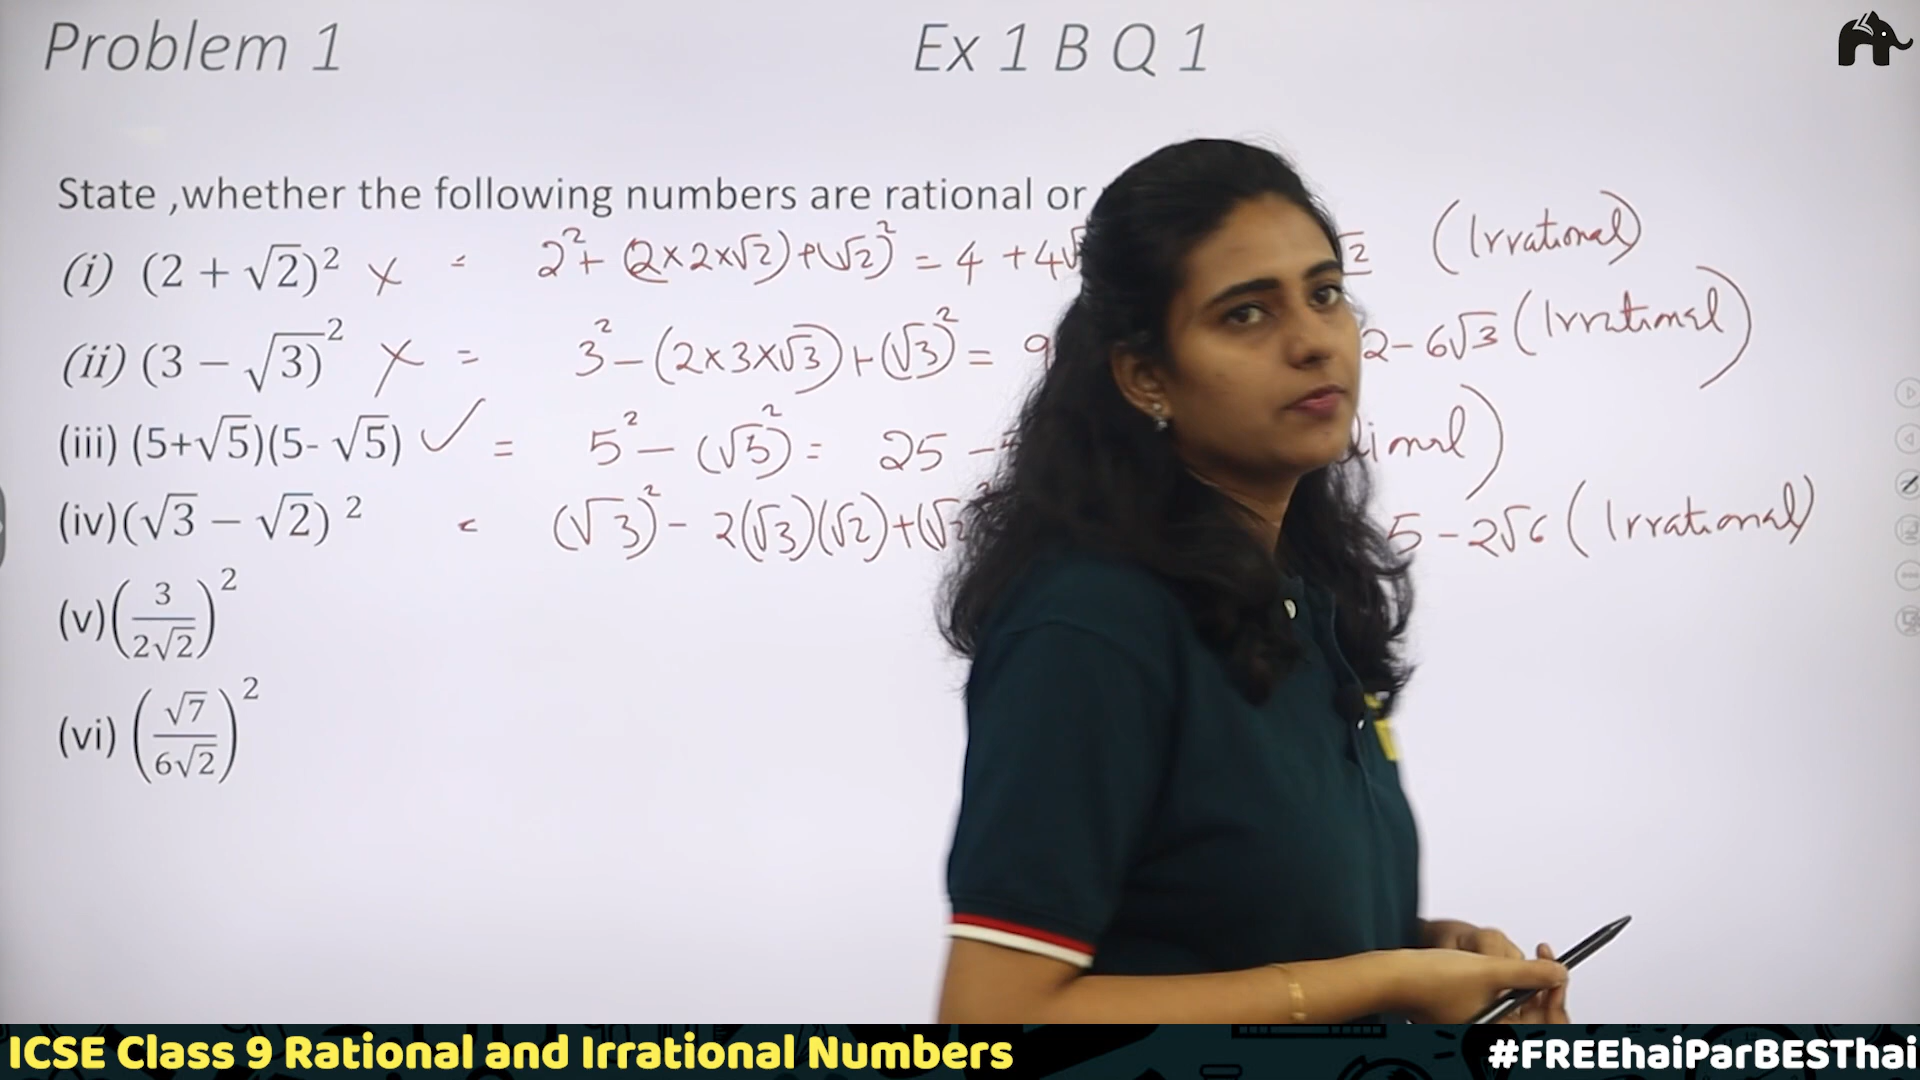 Problem 1 Ex 1 B Q 1
State ,whether the following numbers are rational or
(i) (2 + √2)² x = 2² + (2×2×√2) + (√2)² = 4 + 4√ √2 (Irrational)
(ii) (3 − √3)² x = 3² − (2×3×√3) + (√3)² = 9 2 − 6√3 (Irrational)
(iii) (5+√5)(5- √5) ✓ = 5² − (√5)² = 25 −
(iv)(√3 − √2) ² = (√3)² − 2(√3)(√2)+(√2 5 − 2√6 (Irrational)
(v)(3/2√2)²
(vi) (√7/6√2)²
ICSE Class 9 Rational and Irrational Numbers #FREEhaiParBESThai